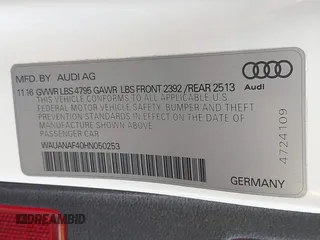 MFD. BY AUDI AG
11 16 GVWR LBS 4795 GAWR LBS FRONT 2392 /REAR 2513
THIS VEHICLE CONFORMS TO ALL APPLICABLE
FEDERAL MOTOR VEHICLE SAFETY, BUMPER AND THEFT
PREVENTION STANDARDS IN EFFECT ON THE
DATE OF MANUFACTURE SHOWN ABOVE
PASSENGER CAR
WAUANAF40HN050253
Audi
4724109
GERMANY
DREAMBID